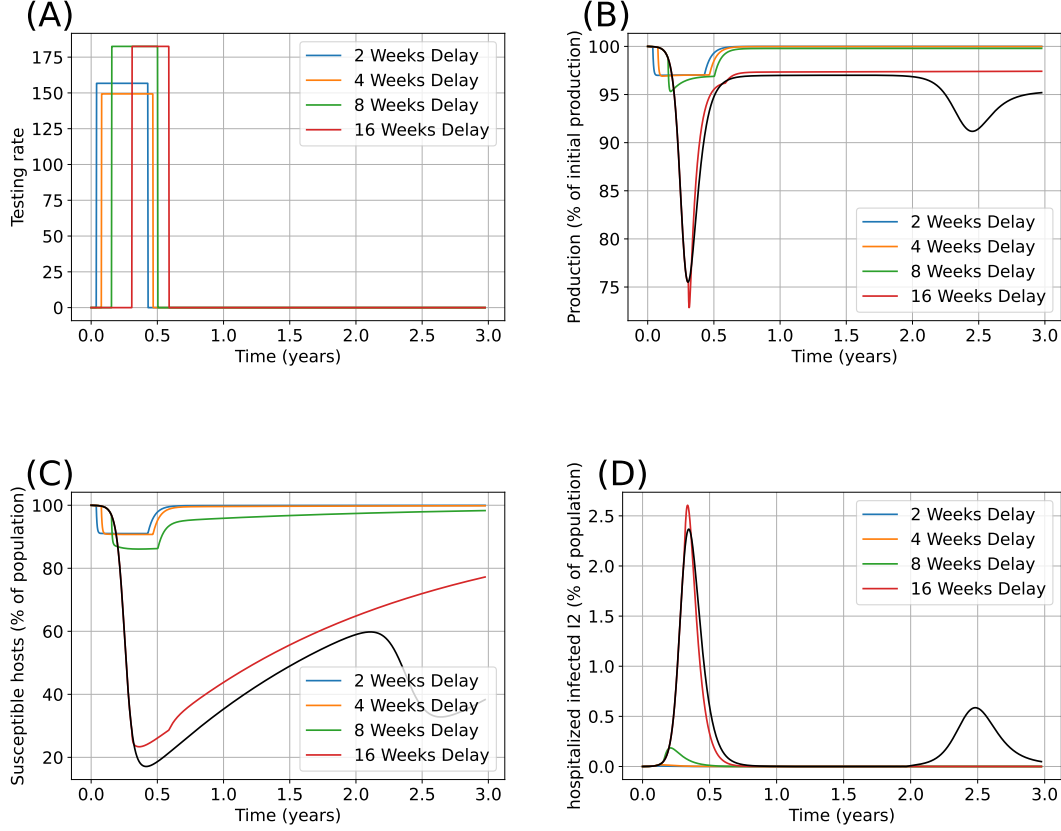 (A)
Testing rate
175
150
125
100
75
50
25
0
0.0 0.5 1.0 1.5 2.0 2.5 3.0
Time (years)
2 Weeks Delay
4 Weeks Delay
8 Weeks Delay
16 Weeks Delay
(B)
Production (% of initial production)
100
95
90
85
80
75
0.0 0.5 1.0 1.5 2.0 2.5 3.0
Time (years)
2 Weeks Delay
4 Weeks Delay
8 Weeks Delay
16 Weeks Delay
(C)
Susceptible hosts (% of population)
100
80
60
40
20
0.0 0.5 1.0 1.5 2.0 2.5 3.0
Time (years)
2 Weeks Delay
4 Weeks Delay
8 Weeks Delay
16 Weeks Delay
(D)
hospitalized infected I2 (% of population)
2.5
2.0
1.5
1.0
0.5
0.0
0.0 0.5 1.0 1.5 2.0 2.5 3.0
Time (years)
2 Weeks Delay
4 Weeks Delay
8 Weeks Delay
16 Weeks Delay